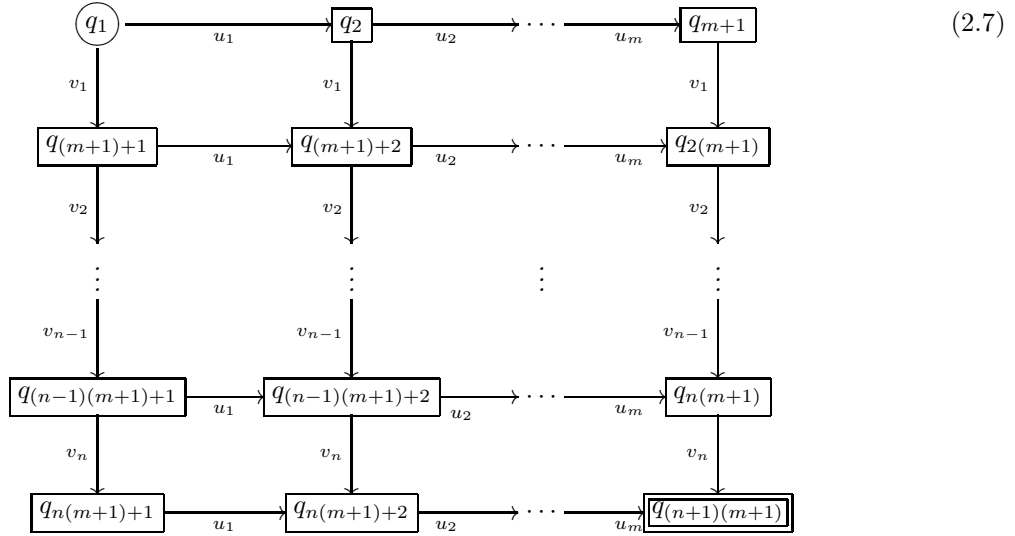 q_1 u_1 q_2 u_2 ··· u_m q_{m+1} (2.7)
v_1 v_1 v_1
q_{(m+1)+1} u_1 q_{(m+1)+2} u_2 ··· u_m q_{2(m+1)}
v_2 v_2 v_2
⋮ ⋮ ⋮ ⋮
v_{n−1} v_{n−1} v_{n−1}
q_{(n−1)(m+1)+1} u_1 q_{(n−1)(m+1)+2} u_2 ··· u_m q_{n(m+1)}
v_n v_n v_n
q_{n(m+1)+1} u_1 q_{n(m+1)+2} u_2 ··· u_m q_{(n+1)(m+1)}